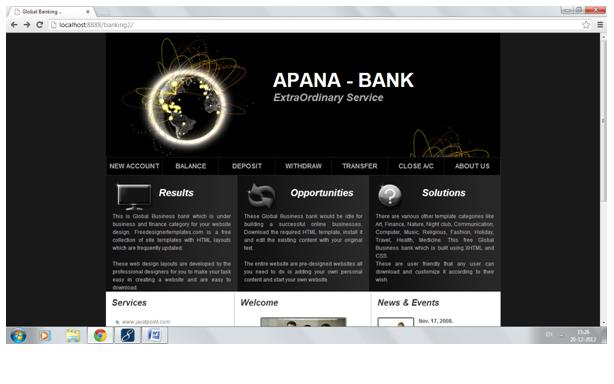 Global Banking ..
localhost:8888/banking2/
APANA - BANK
ExtraOrdinary Service
NEW ACCOUNT BALANCE DEPOSIT WITHDRAW TRANSFER CLOSE A/C ABOUT US
Results
This is Global Business bank which is under
business and finance category for your website
design. Freedesignertemplates.com is a free
collection of site templates with HTML layouts
which are frequently updated.
These web design layouts are developed by the
professional designers for you to make your task
easy in creating a website and are easy to
download.
Opportunities
These Global Business bank would be idle for
building a successful online businesses.
Download the required HTML template, install it
and edit the existing content with your original
text.
The entire website are pre-designed websites all
you need to do is adding your own personal
content and start your own website.
Solutions
There are various other template categories like
Art, Finance, Nature, Night club, Communication,
Computer, Music, Religious, Fashion, Holiday,
Travel, Health, Medicine. This free Global
Business bank which is built using XHTML and
CSS.
These are user friendly that any user can
download and customize it according to their
wish.
Services
www.javatpoint.com
Welcome
News & Events
Nov. 17, 2008.
EN
13:26
20-12-2012